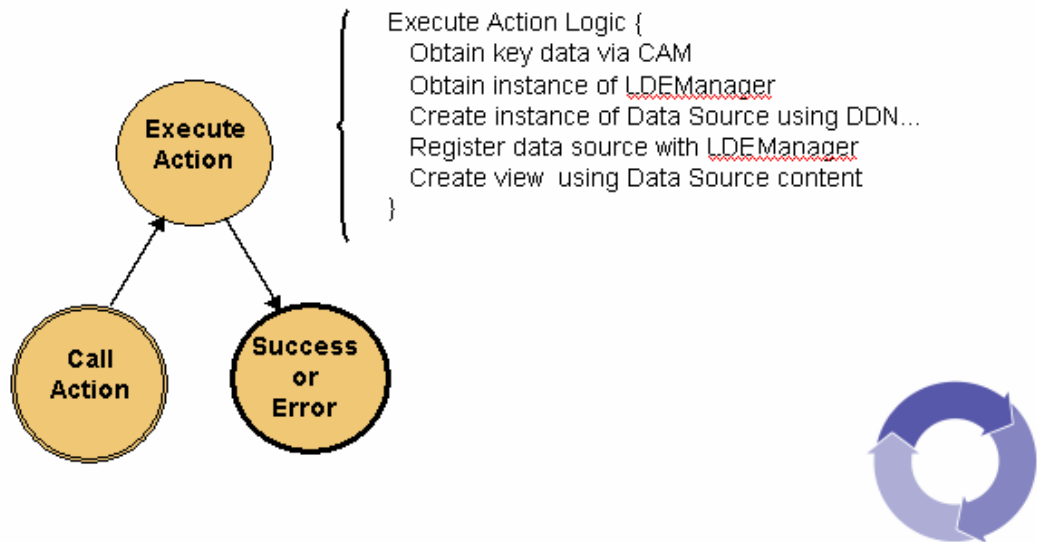 Execute Action Logic {
Obtain key data via CAM
Obtain instance of LDEManager
Create instance of Data Source using DDN...
Register data source with LDEManager
Create view using Data Source content
}
Execute
Action
Call
Action
Success
or
Error